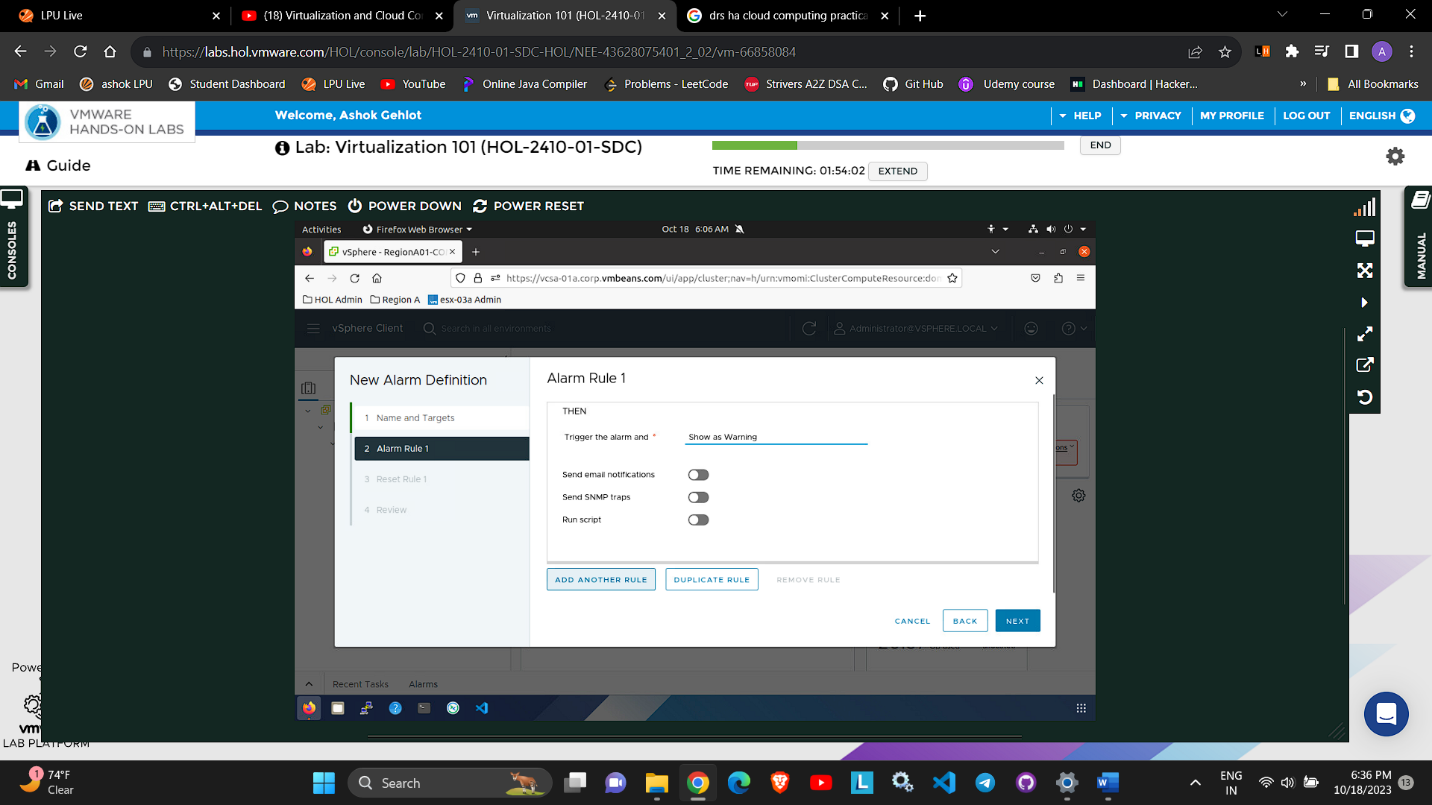 LPU Live
(18) Virtualization and Cloud Co
Virtualization 101 (HOL-2410-01
drs ha cloud computing practica
https://labs.hol.vmware.com/HOL/console/lab/HOL-2410-01-SDC-HOL/NEE-43628075401_2_02/vm-66858084
A
Gmail
ashok LPU
Student Dashboard
LPU Live
YouTube
Online Java Compiler
Problems - LeetCode
Strivers A2Z DSA C...
Git Hub
Udemy course
Dashboard | Hacker...
»
All Bookmarks
VMWARE
HANDS-ON LABS
Welcome, Ashok Gehlot
HELP
PRIVACY
MY PROFILE
LOG OUT
ENGLISH
Guide
Lab: Virtualization 101 (HOL-2410-01-SDC)
END
TIME REMAINING: 01:54:02
EXTEND
CONSOLES
MANUAL
SEND TEXT
CTRL+ALT+DEL
NOTES
POWER DOWN
POWER RESET
Activities
Firefox Web Browser
Oct 18 6:06 AM
vSphere - RegionA01-CO
https://vcsa-01a.corp.vmbeans.com/ui/app/cluster;nav=h/urn:vmomi:ClusterComputeResource:dom
HOL Admin
Region A
esx-03a Admin
vSphere Client
Search in all environments
Administrator@VSPHERE.LOCAL
New Alarm Definition
1 Name and Targets
2 Alarm Rule 1
3 Reset Rule 1
4 Review
Alarm Rule 1
THEN
Trigger the alarm and *
Show as Warning
Send email notifications
Send SNMP traps
Run script
ADD ANOTHER RULE
DUPLICATE RULE
REMOVE RULE
CANCEL
BACK
NEXT
Recent Tasks
Alarms
Powe
vmw
LAB PLATFORM
1
74°F
Clear
Search
ENG
IN
6:36 PM
10/18/2023
13